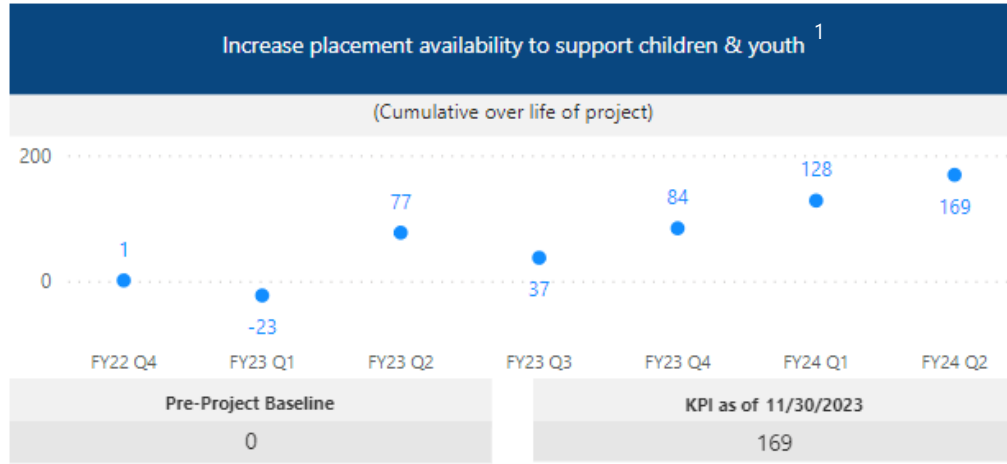 Increase placement availability to support children & youth 1
(Cumulative over life of project)
200
128
77
84
169
1
0
37
-23
FY22 Q4 FY23 Q1 FY23 Q2 FY23 Q3 FY23 Q4 FY24 Q1 FY24 Q2
Pre-Project Baseline KPI as of 11/30/2023
0 169